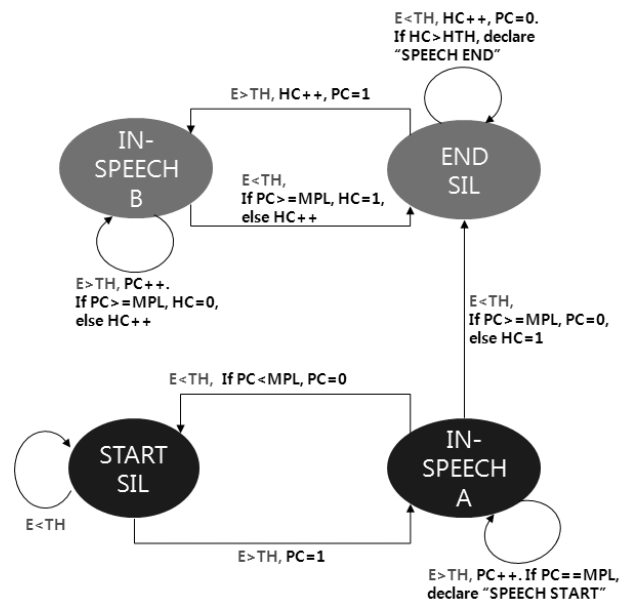 E<TH, HC++, PC=0.
If HC>HTH, declare
“SPEECH END”
E>TH, HC++, PC=1
IN-
SPEECH
B
END
SIL
E<TH,
If PC>=MPL, HC=1,
else HC++
E>TH, PC++.
If PC>=MPL, HC=0,
else HC++
E<TH,
If PC>=MPL, PC=0,
else HC=1
E<TH, If PC<MPL, PC=0
START
SIL
IN-
SPEECH
A
E<TH
E>TH, PC=1
E>TH, PC++. If PC==MPL,
declare “SPEECH START”